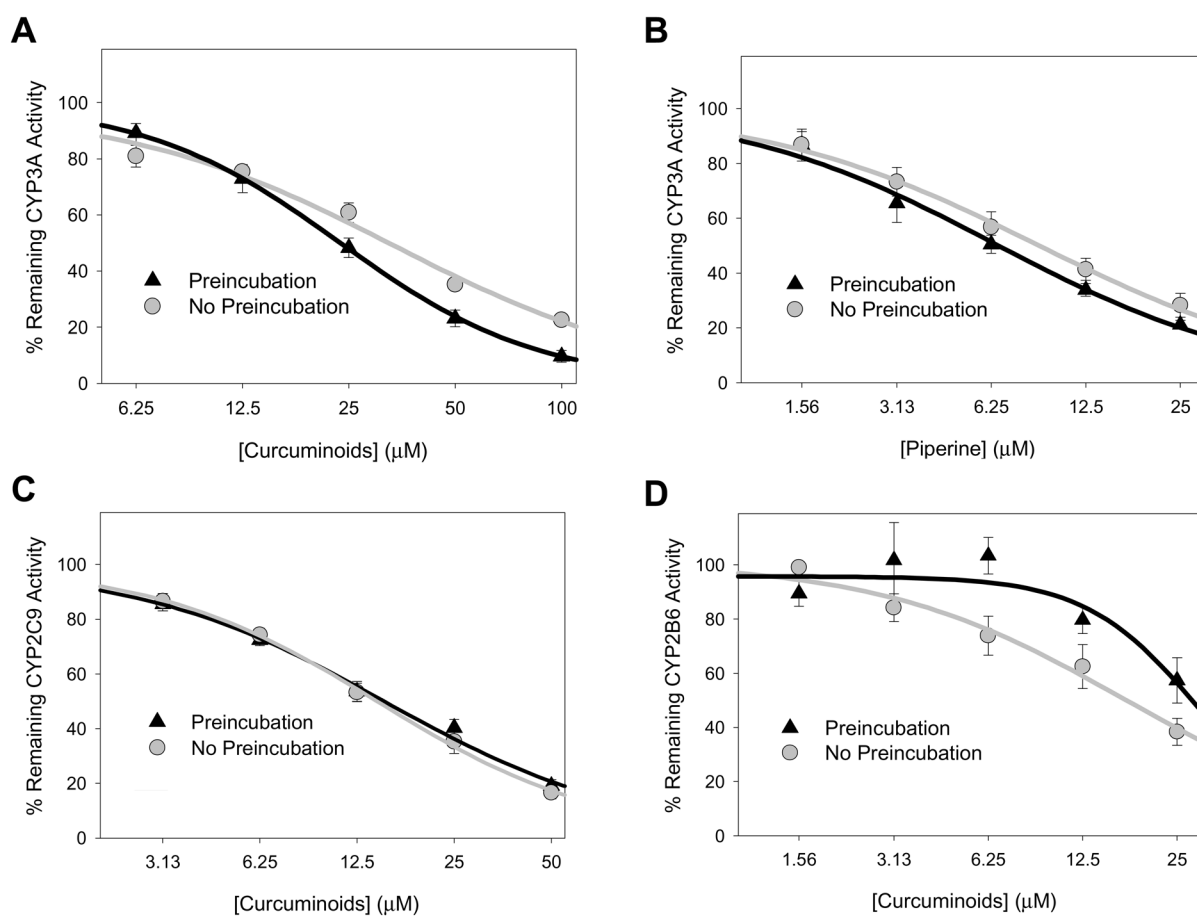 A
% Remaining CYP3A Activity
100
80
60
40
20
0
Preincubation
No Preincubation
6.25 12.5 25 50 100
[Curcuminoids] (μM)
B
% Remaining CYP3A Activity
100
80
60
40
20
0
Preincubation
No Preincubation
1.56 3.13 6.25 12.5 25
[Piperine] (μM)
C
% Remaining CYP2C9 Activity
100
80
60
40
20
0
Preincubation
No Preincubation
3.13 6.25 12.5 25 50
[Curcuminoids] (μM)
D
% Remaining CYP2B6 Activity
100
80
60
40
20
0
Preincubation
No Preincubation
1.56 3.13 6.25 12.5 25
[Curcuminoids] (μM)